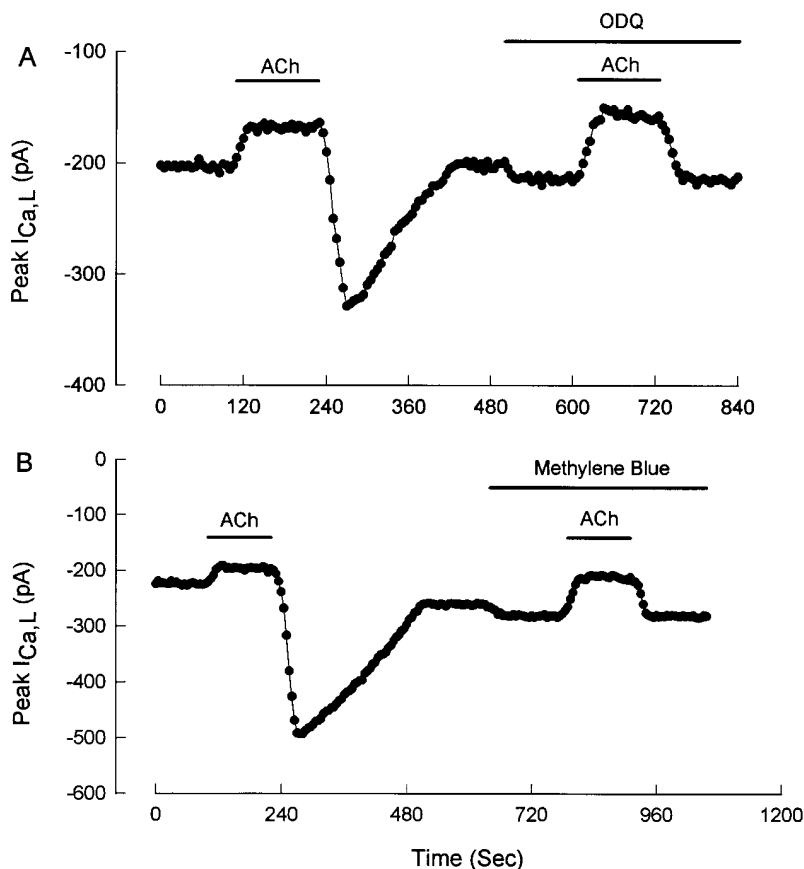 A
ODQ
ACh
ACh
-100
-200
-300
-400
Peak I Ca,L (pA)
0 120 240 360 480 600 720 840
B
Methylene Blue
ACh
ACh
0
-100
-200
-300
-400
-500
-600
Peak I Ca,L (pA)
0 240 480 720 960 1200
Time (Sec)